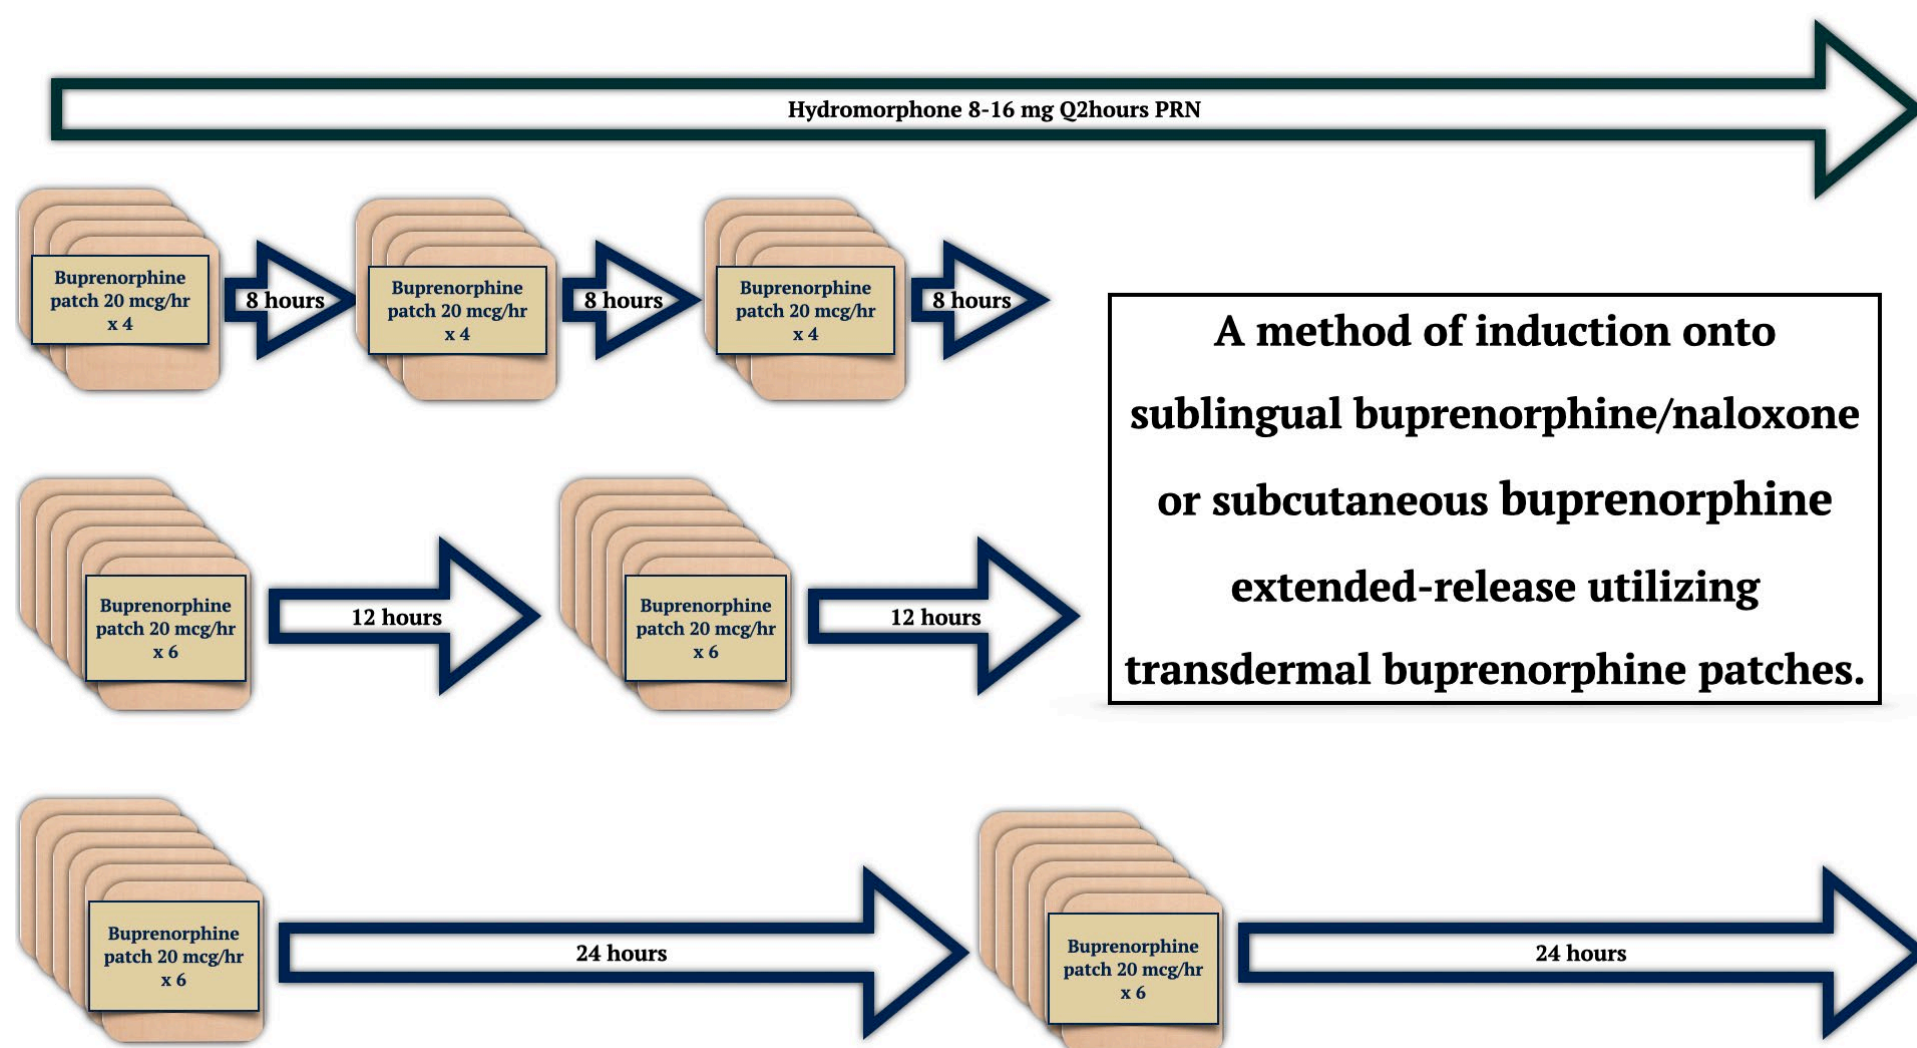 Hydromorphone 8-16 mg Q2hours PRN
Buprenorphine
patch 20 mcg/hr
x 4
8 hours
Buprenorphine
patch 20 mcg/hr
x 4
8 hours
Buprenorphine
patch 20 mcg/hr
x 4
8 hours
A method of induction onto
sublingual buprenorphine/naloxone
or subcutaneous buprenorphine
extended-release utilizing
transdermal buprenorphine patches.
Buprenorphine
patch 20 mcg/hr
x 6
12 hours
Buprenorphine
patch 20 mcg/hr
x 6
12 hours
Buprenorphine
patch 20 mcg/hr
x 6
24 hours
Buprenorphine
patch 20 mcg/hr
x 6
24 hours